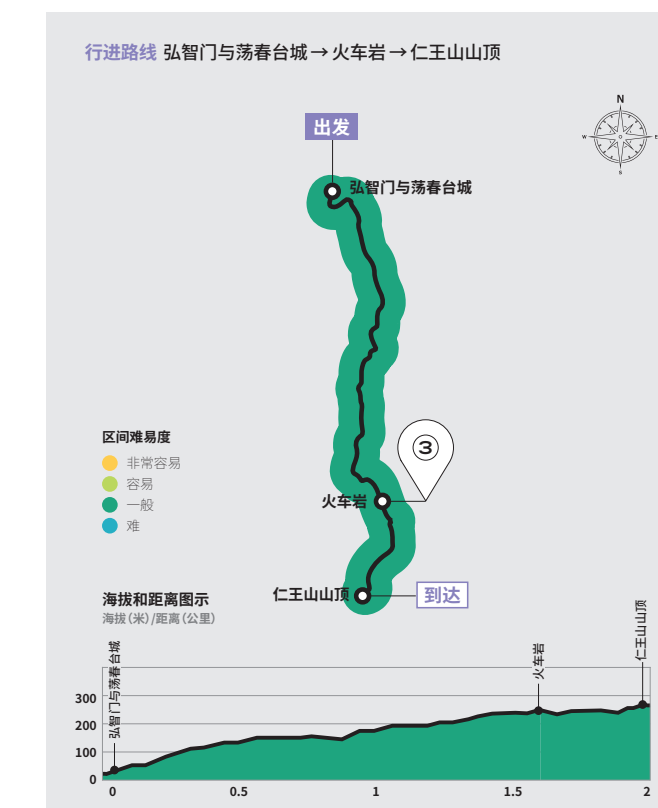 行进路线 弘智门与荡春台城→火车岩→仁王山山顶
N
W
E
S
出发
弘智门与荡春台城
3
火车岩
仁王山山顶
到达
区间难易度
非常容易
容易
一般
难
海拔和距离图示
海拔(米)/距离(公里)
弘智门与荡春台城
火车岩
仁王山山顶
300
200
100
0
0 0.5 1 1.5 2